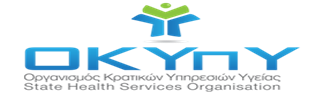 ΟΚΥπΥ
Οργανισμός Κρατικών Υπηρεσιών Υγείας
State Health Services Organisation